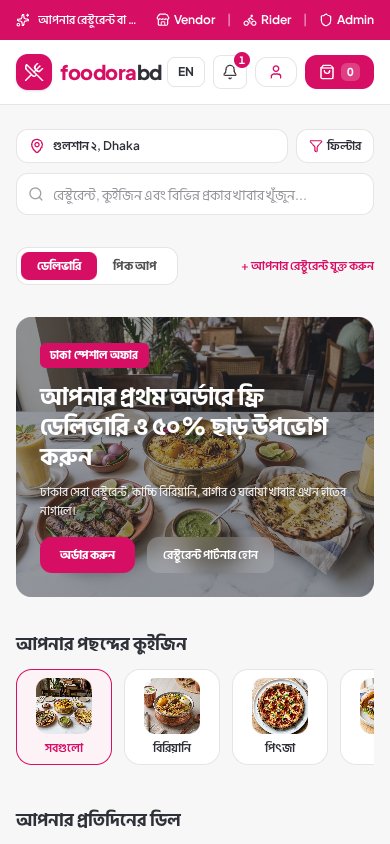 আপনার রেস্টুরেন্ট বা ...
Vendor
Rider
Admin
foodorabd
EN
1
0
গুলশান ২, Dhaka
ফিল্টার
রেস্টুরেন্ট, কুইজিন এবং বিভিন্ন প্রকার খাবার খুঁজুন...
ডেলিভারি
পিক আপ
+ আপনার রেস্টুরেন্ট যুক্ত করুন
ঢাকা স্পেশাল অফার
আপনার প্রথম অর্ডারে ফ্রি
ডেলিভারি ও ৫০% ছাড় উপভোগ
করুন
ঢাকার সেরা রেস্টুরেন্ট, কাচ্চি বিরিয়ানি, বার্গার ও ঘরোয়া খাবার এখন হাতের
নাগালে।
অর্ডার করুন
রেস্টুরেন্ট পার্টনার হোন
আপনার পছন্দের কুইজিন
সবগুলো
বিরিয়ানি
পিৎজা
আপনার প্রতিদিনের ডিল